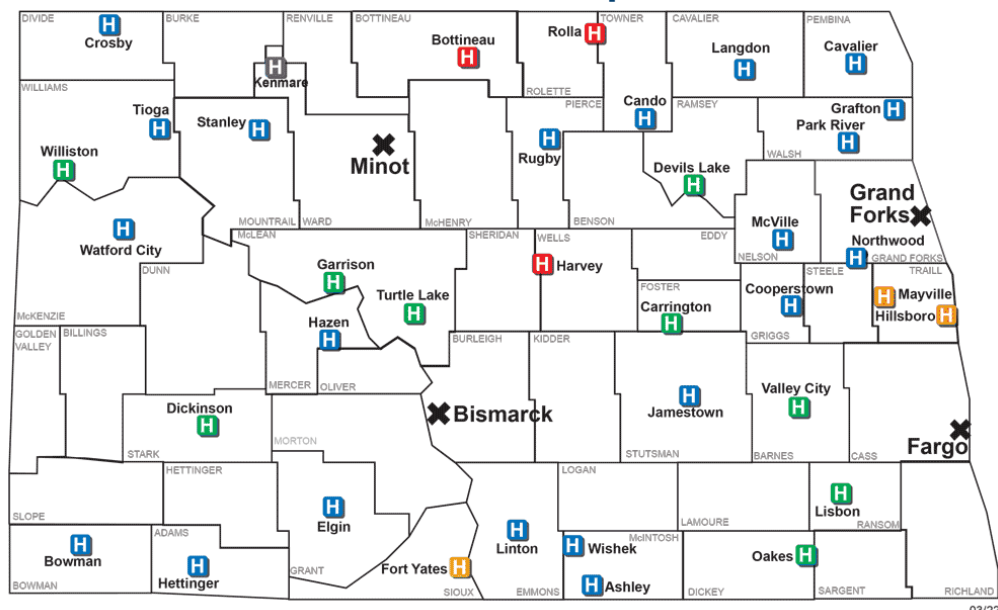 DIVIDE
BURKE
RENVILLE
BOTTINEAU
TOWNER
CAVALIER
PEMBINA
H
Crosby
Bottineau
H
Rolla H
Langdon
H
Cavalier
H
H
Kenmare
WILLIAMS
ROLETTE
PIERCE
RAMSEY
Tioga
H
Stanley H
Minot
Cando
H
Grafton H
Park River
H
H
Rugby
WALSH
Williston
H
Devils Lake
H
Grand
Forks
MOUNTRAIL
WARD
McHENRY
BENSON
McVille
H
H
Watford City
McLEAN
SHERIDAN
WELLS
EDDY
Northwood
H
NELSON
GRAND FORKS
DUNN
Garrison
H
H Harvey
STEELE
TRAILL
FOSTER
Cooperstown
H
H Mayville
Hillsboro H
Turtle Lake
H
Carrington
H
McKENZIE
Hazen
H
GOLDEN
VALLEY
BILLINGS
BURLEIGH
KIDDER
GRIGGS
MERCER
OLIVER
Dickinson
H
Bismarck
H
Jamestown
Valley City
H
MORTON
Fargo
STARK
STUTSMAN
BARNES
CASS
HETTINGER
LOGAN
H
Elgin
H
Lisbon
SLOPE
LAMOURE
RANSOM
ADAMS
H
Bowman
H
Hettinger
H
Linton
McINTOSH
H Wishek
Oakes H
Fort Yates H
H Ashley
BOWMAN
GRANT
SIOUX
EMMONS
DICKEY
SARGENT
RICHLAND